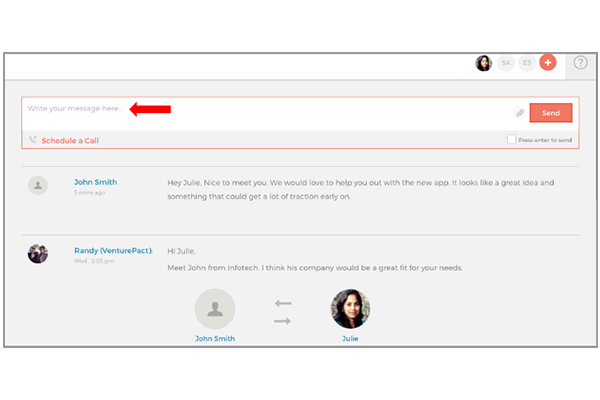 SA ES + ?
Write your message here...
Send
Schedule a Call
Press enter to send
John Smith
5 mins ago
Hey Julie, Nice to meet you. We would love to help you out with the new app. It looks like a great idea and
something that could get a lot of traction early on.
Randy (VenturePact)
Wed . 2:05 pm
Hi Julie,
Meet John from Infotech. I think his company would be a great fit for your needs.
John Smith
Julie